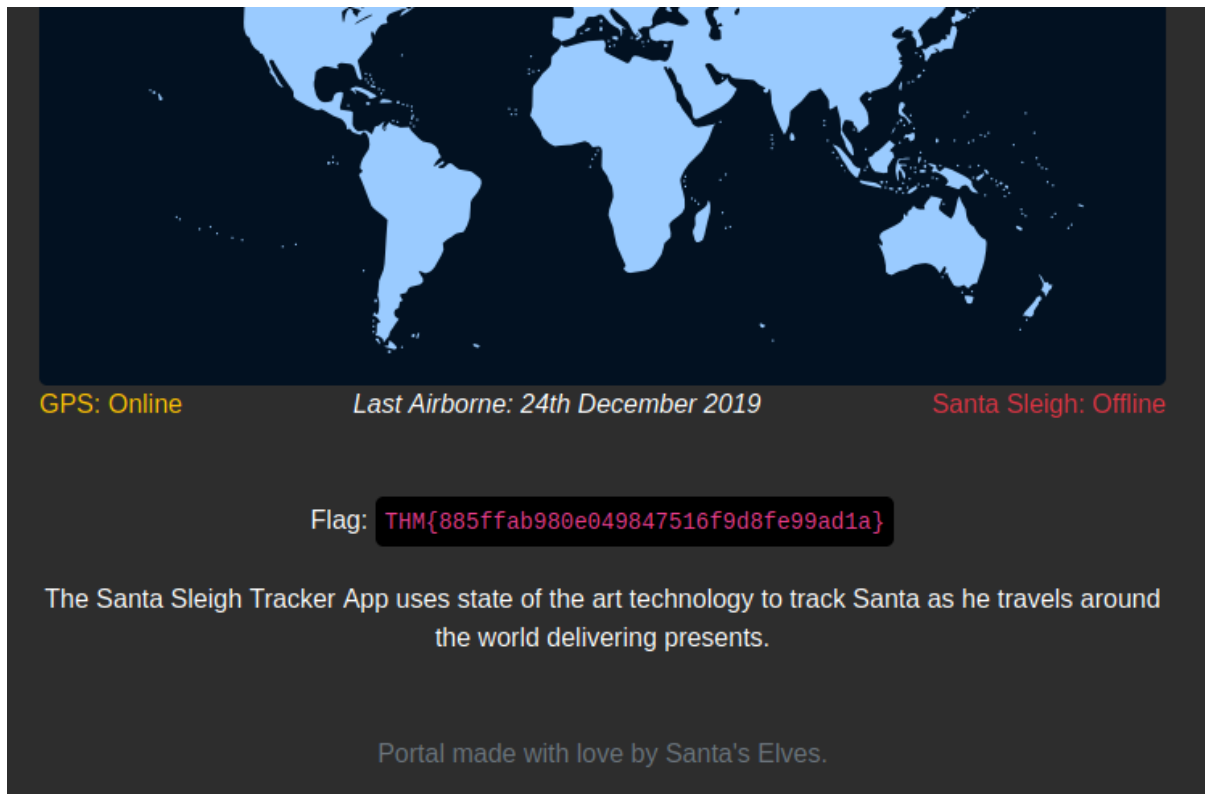 GPS: Online
Last Airborne: 24th December 2019
Santa Sleigh: Offline
Flag: THM{885ffab980e049847516f9d8fe99ad1a}
The Santa Sleigh Tracker App uses state of the art technology to track Santa as he travels around
the world delivering presents.
Portal made with love by Santa's Elves.